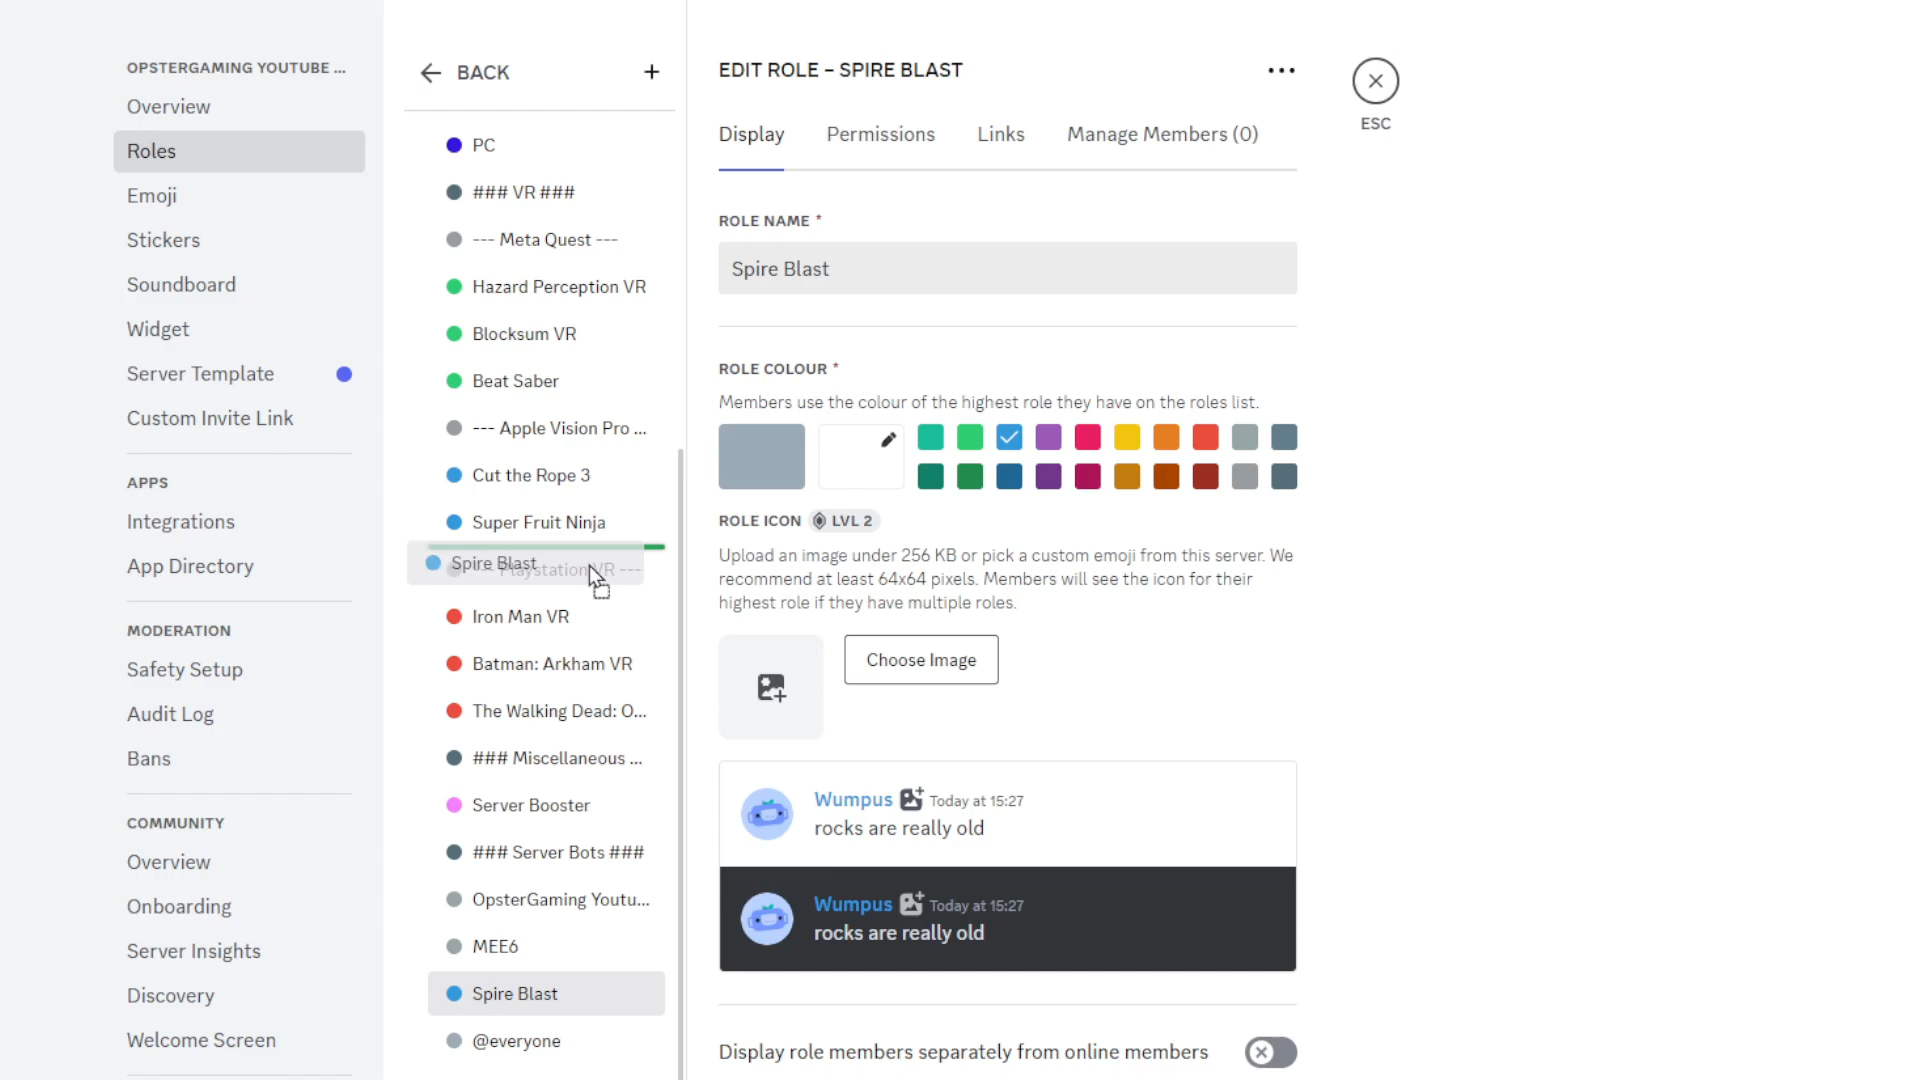 OPSTERGAMING YOUTUBE ...
Overview
Roles
Emoji
Stickers
Soundboard
Widget
Server Template
Custom Invite Link
APPS
Integrations
App Directory
MODERATION
Safety Setup
Audit Log
Bans
COMMUNITY
Overview
Onboarding
Server Insights
Discovery
Welcome Screen
BACK
PC
### VR ###
--- Meta Quest ---
Hazard Perception VR
Blocksum VR
Beat Saber
--- Apple Vision Pro ...
Cut the Rope 3
Super Fruit Ninja
Spire Blast
--- Playstation VR ---
Iron Man VR
Batman: Arkham VR
The Walking Dead: O...
### Miscellaneous ...
Server Booster
### Server Bots ###
OpsterGaming Youtu...
MEE6
Spire Blast
@everyone
EDIT ROLE – SPIRE BLAST
Display Permissions Links Manage Members (0)
ROLE NAME *
Spire Blast
ROLE COLOUR *
Members use the colour of the highest role they have on the roles list.
ROLE ICON LVL 2
Upload an image under 256 KB or pick a custom emoji from this server. We
recommend at least 64x64 pixels. Members will see the icon for their
highest role if they have multiple roles.
Choose Image
Wumpus Today at 15:27
rocks are really old
Wumpus Today at 15:27
rocks are really old
Display role members separately from online members
ESC